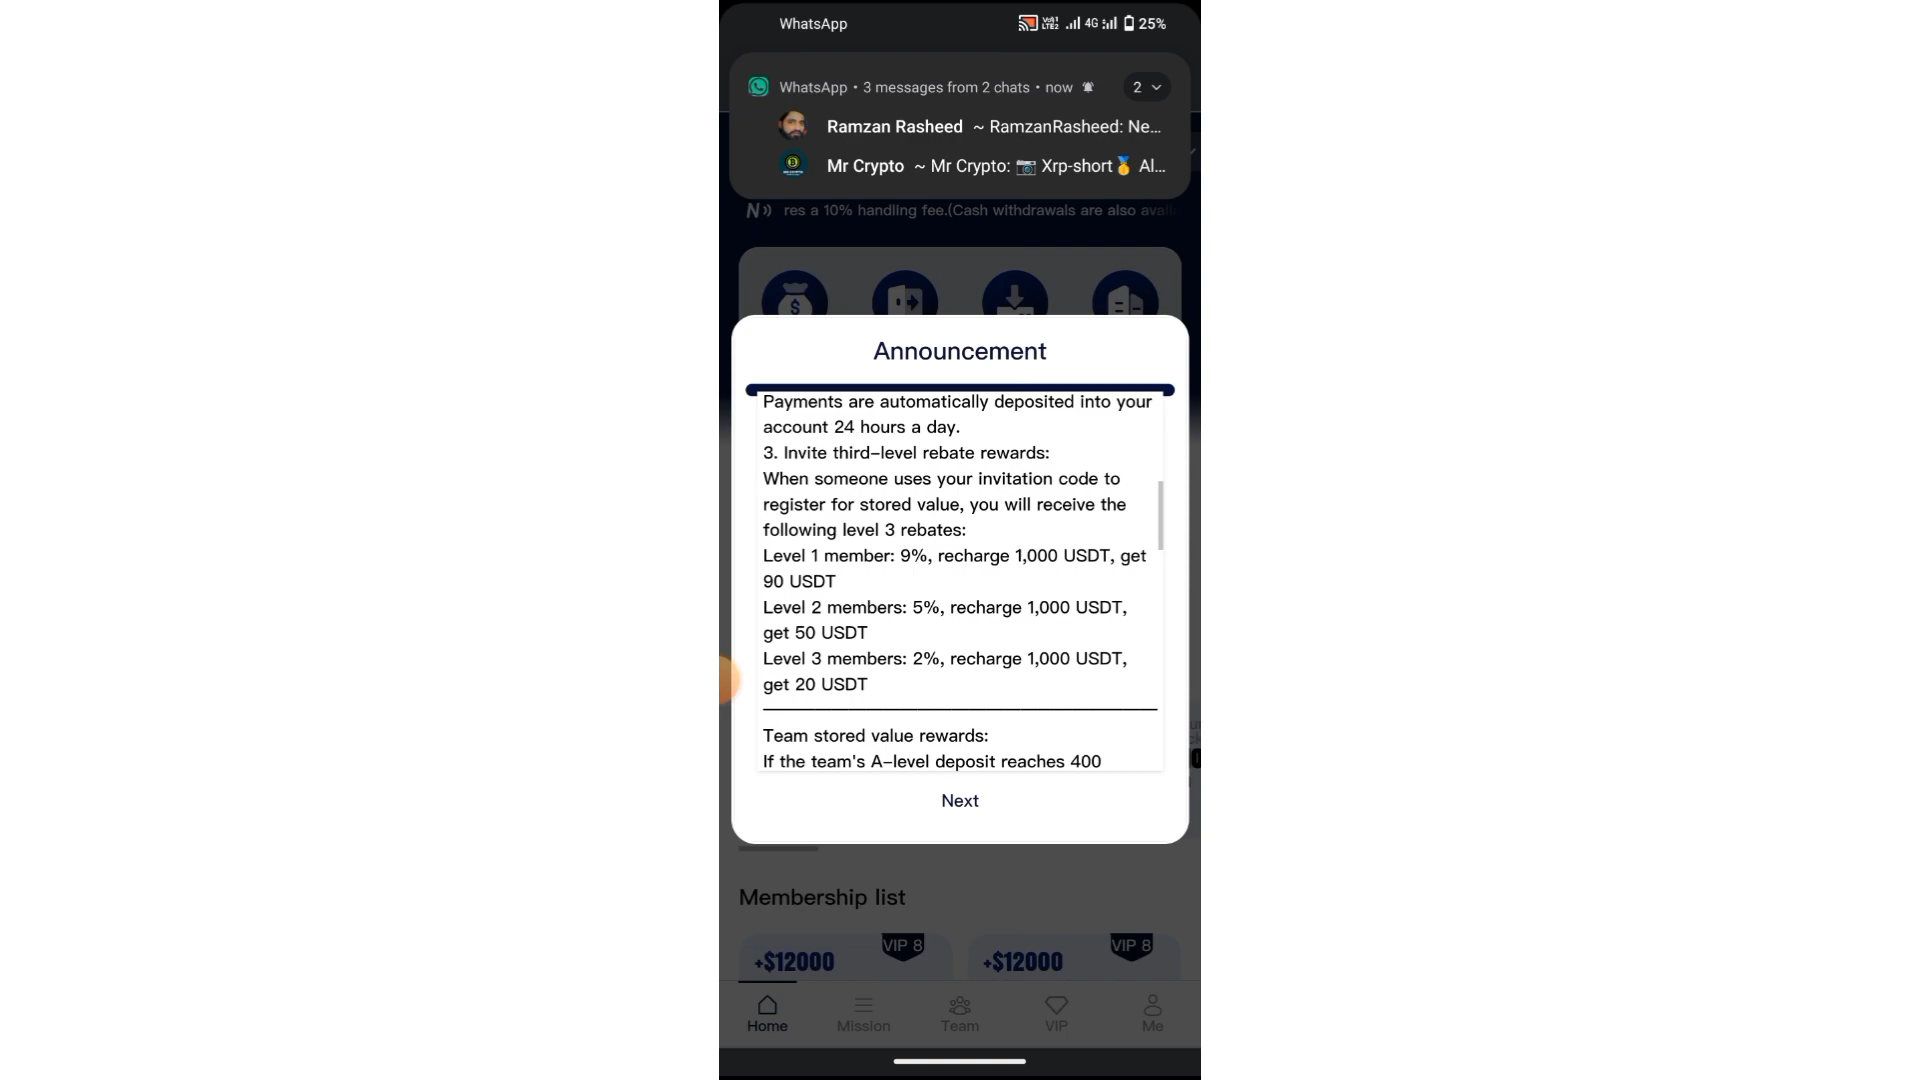 WhatsApp
VoI1 LTE2 4G 25%
WhatsApp • 3 messages from 2 chats • now
2
Ramzan Rasheed ~ RamzanRasheed: Ne...
Mr Crypto ~ Mr Crypto: 📷 Xrp-short🏅 Al...
res a 10% handling fee.(Cash withdrawals are also avail
Announcement
Payments are automatically deposited into your
account 24 hours a day.
3. Invite third-level rebate rewards:
When someone uses your invitation code to
register for stored value, you will receive the
following level 3 rebates:
Level 1 member: 9%, recharge 1,000 USDT, get
90 USDT
Level 2 members: 5%, recharge 1,000 USDT,
get 50 USDT
Level 3 members: 2%, recharge 1,000 USDT,
get 20 USDT
Team stored value rewards:
If the team's A-level deposit reaches 400
Next
Membership list
+$12000 VIP 8 +$12000 VIP 8
Home Mission Team VIP Me